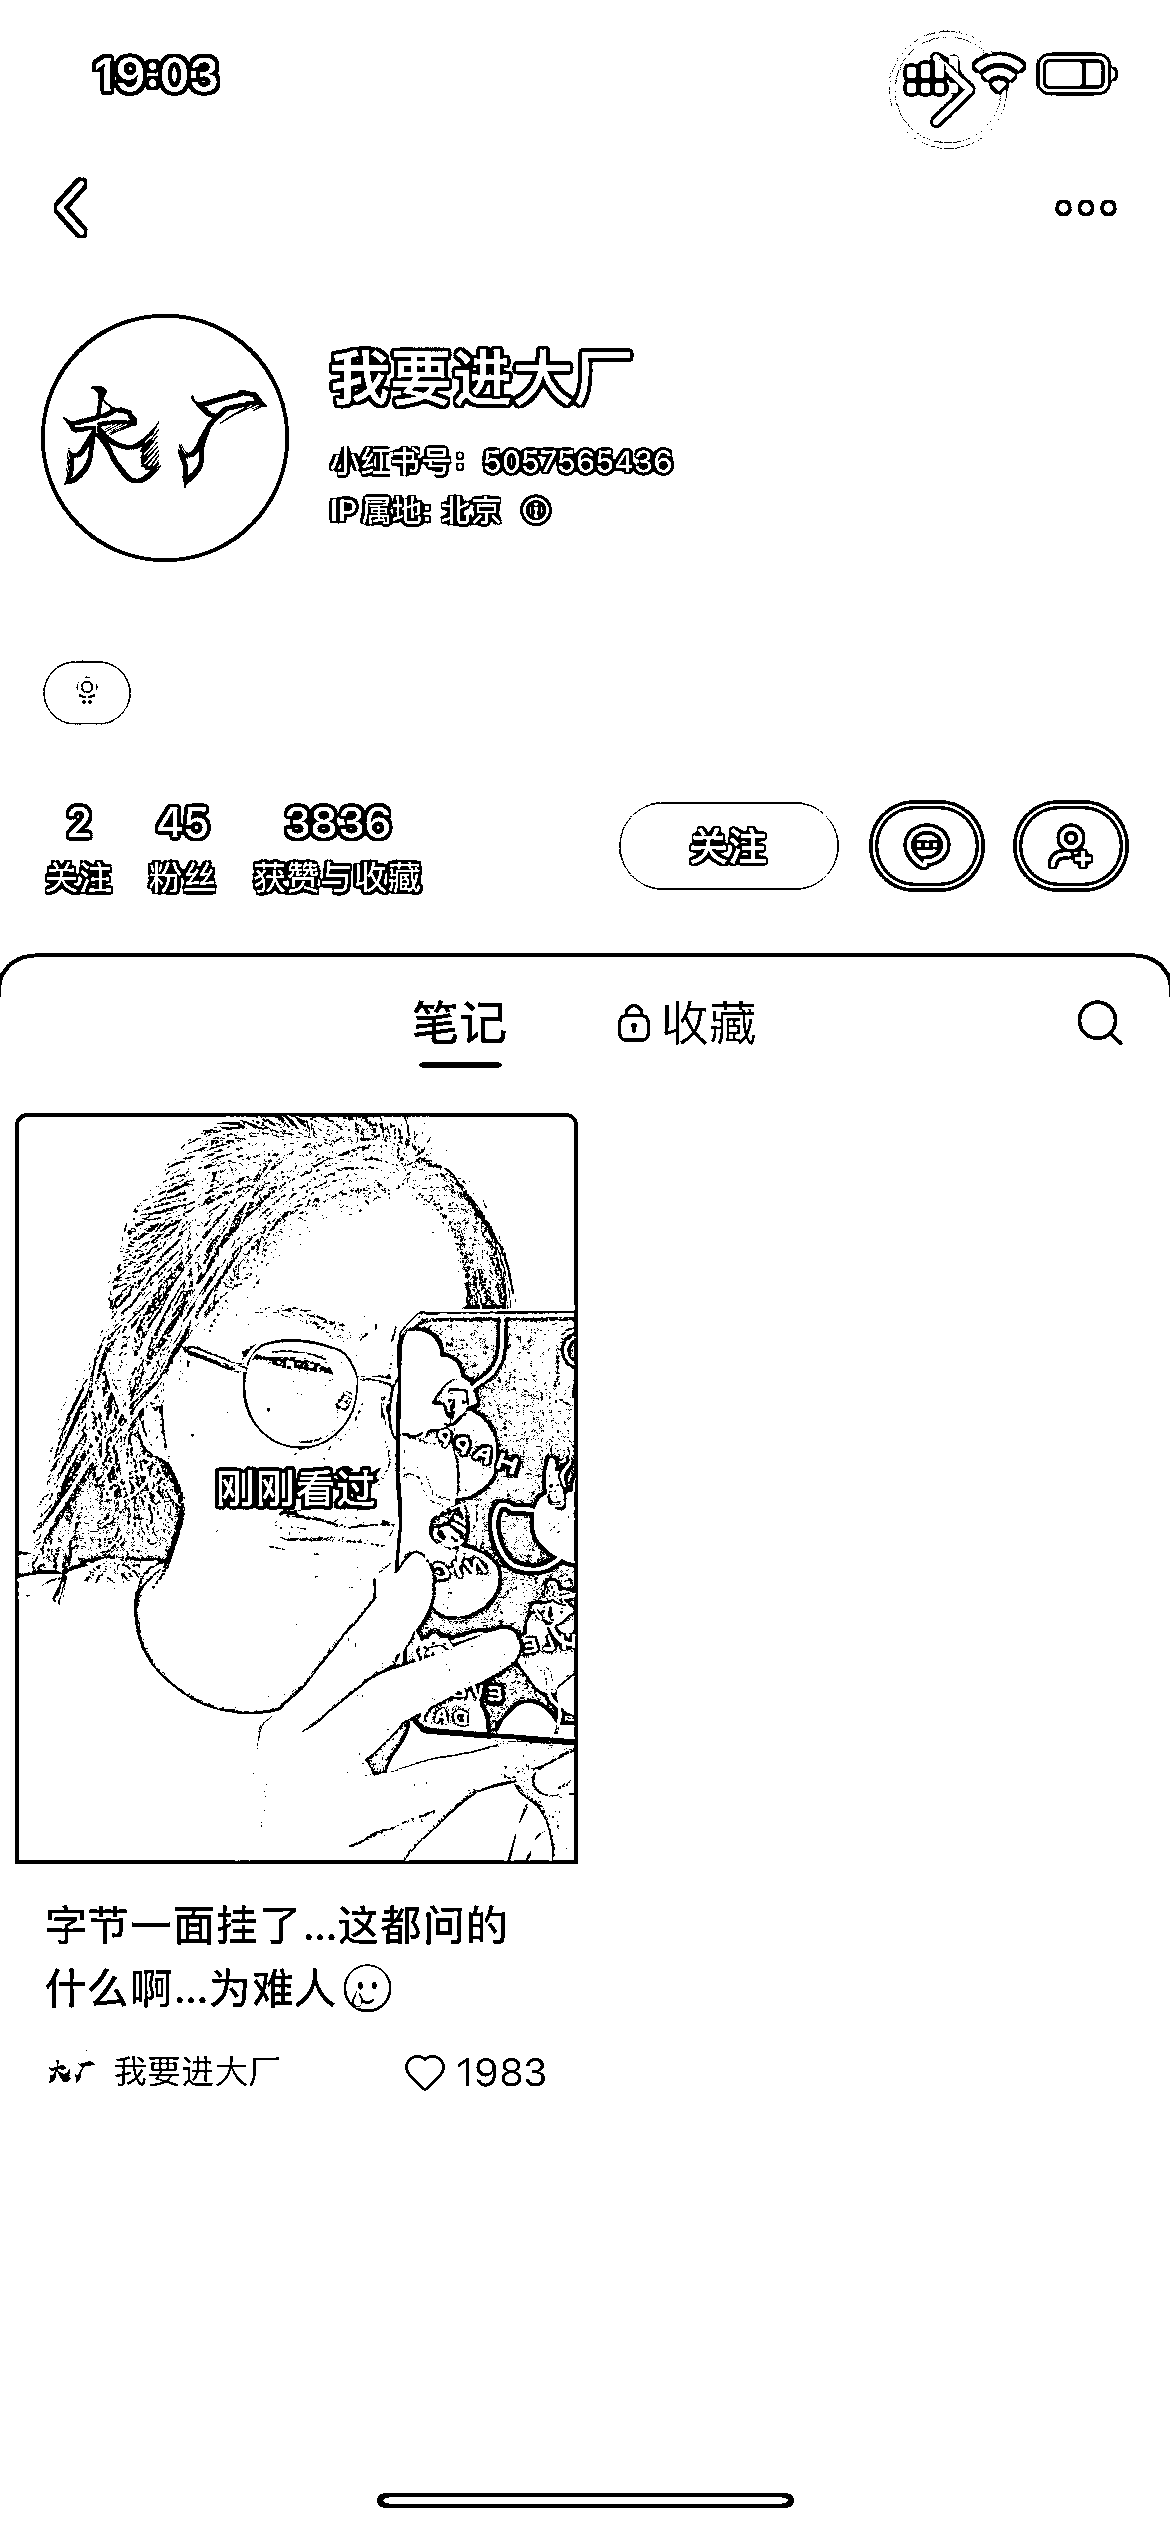 19:03
大厂
我要进大厂
小红书号：5057565436
IP属地: 北京
2
45
3836
关注
粉丝
获赞与收藏
关注
笔记
收藏
HAPP
刚刚看过
字节一面挂了...这都问的
什么啊...为难人
大厂 我要进大厂
1983